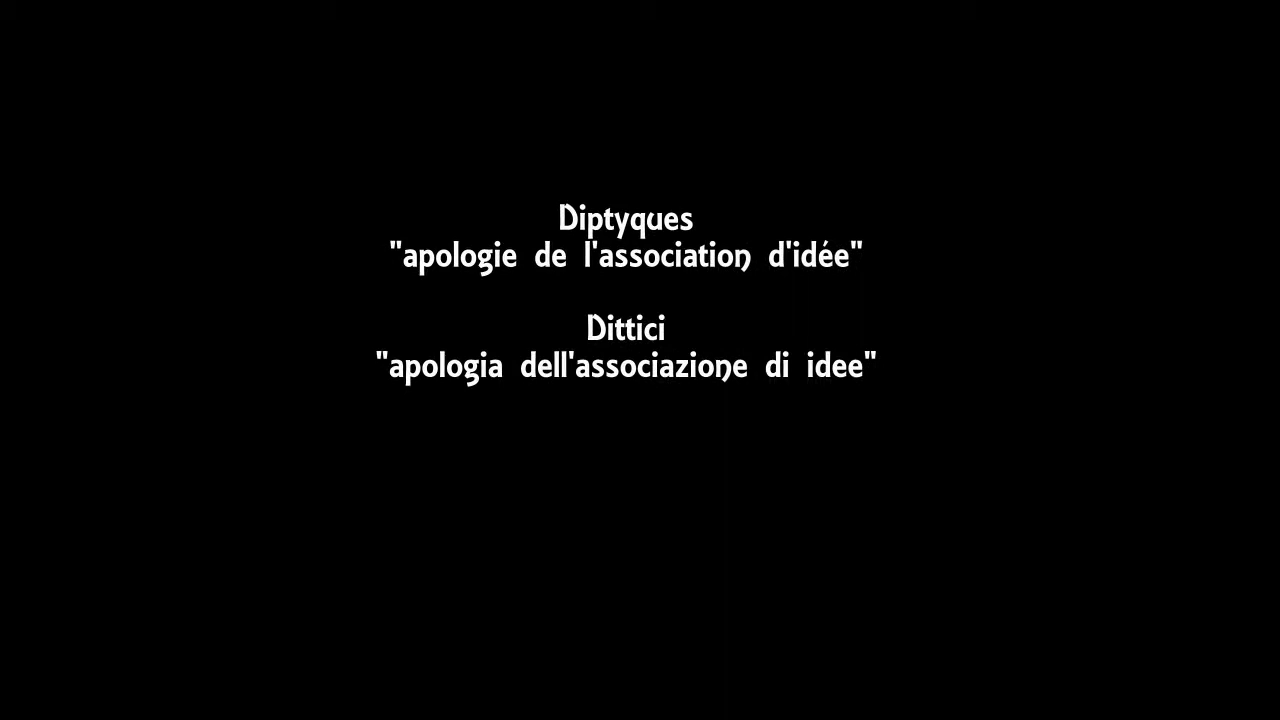 Diptyques
"apologie de l'association d'idée"
Dittici
"apologia dell'associazione di idee"